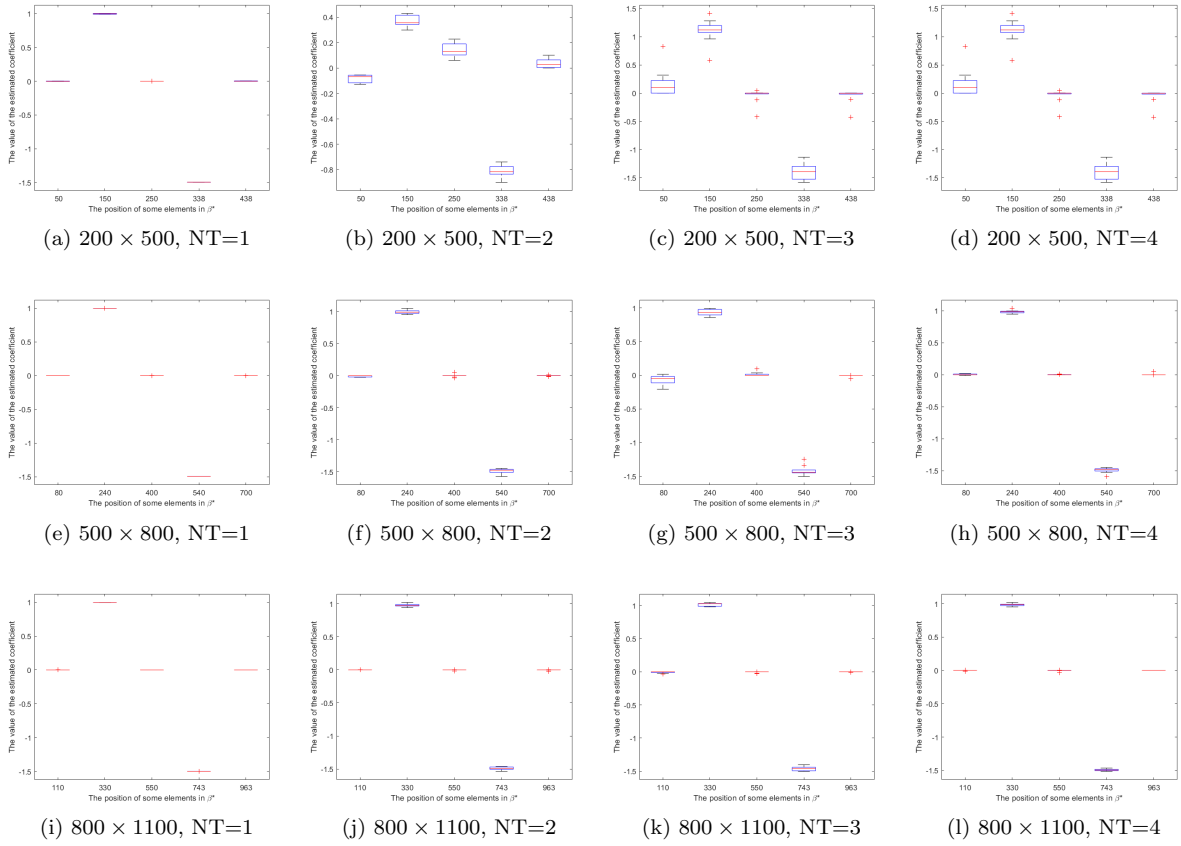 The value of the estimated coefficient
1
0.5
0
-0.5
-1
-1.5
50 150 250 338 438
The position of some elements in β*
(a) 200 × 500, NT=1
The value of the estimated coefficient
0.4
0.2
0
-0.2
-0.4
-0.6
-0.8
50 150 250 338 438
The position of some elements in β*
(b) 200 × 500, NT=2
The value of the estimated coefficient
1
0.5
0
-0.5
-1
-1.5
50 150 250 338 438
The position of some elements in β*
(c) 200 × 500, NT=3
The value of the estimated coefficient
1
0.5
0
-0.5
-1
-1.5
50 150 250 338 438
The position of some elements in β*
(d) 200 × 500, NT=4
The value of the estimated coefficient
1
0.5
0
-0.5
-1
-1.5
80 240 400 540 700
The position of some elements in β*
(e) 500 × 800, NT=1
The value of the estimated coefficient
1
0.5
0
-0.5
-1
-1.5
80 240 400 540 700
The position of some elements in β*
(f) 500 × 800, NT=2
The value of the estimated coefficient
1
0.5
0
-0.5
-1
-1.5
80 240 400 540 700
The position of some elements in β*
(g) 500 × 800, NT=3
The value of the estimated coefficient
1
0.5
0
-0.5
-1
-1.5
80 240 400 540 700
The position of some elements in β*
(h) 500 × 800, NT=4
The value of the estimated coefficient
1
0.5
0
-0.5
-1
-1.5
110 330 550 743 963
The position of some elements in β*
(i) 800 × 1100, NT=1
The value of the estimated coefficient
1
0.5
0
-0.5
-1
-1.5
110 330 550 743 963
The position of some elements in β*
(j) 800 × 1100, NT=2
The value of the estimated coefficient
1
0.5
0
-0.5
-1
-1.5
110 330 550 743 963
The position of some elements in β*
(k) 800 × 1100, NT=3
The value of the estimated coefficient
1
0.5
0
-0.5
-1
-1.5
110 330 550 743 963
The position of some elements in β*
(l) 800 × 1100, NT=4